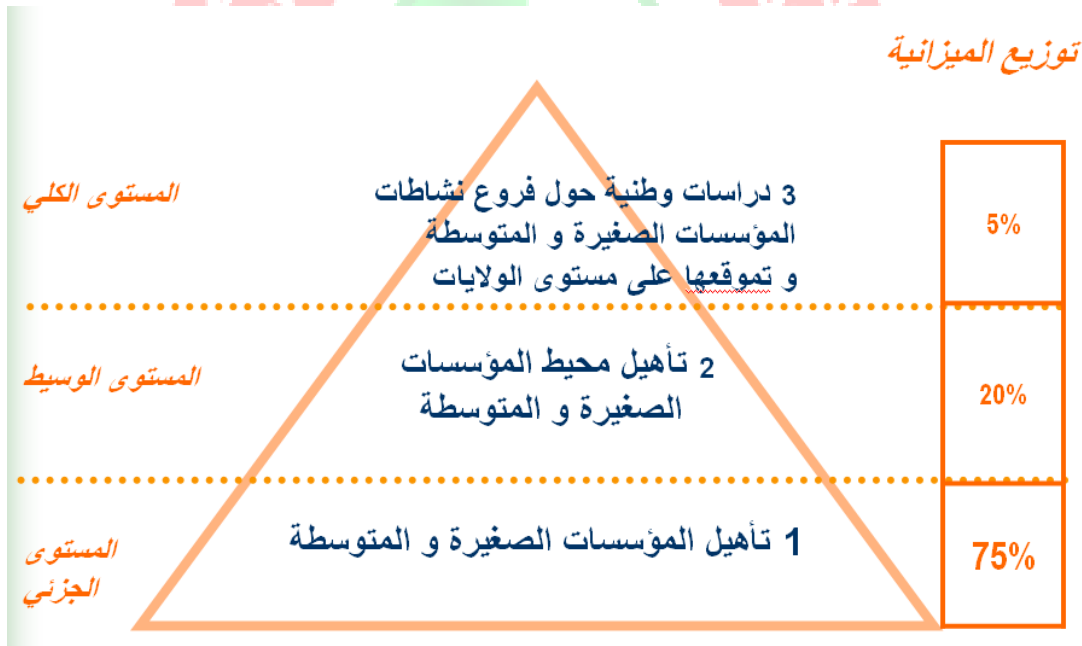 توزيع الميزانية
المستوى الكلي
3 دراسات وطنية حول فروع نشاطات
المؤسسات الصغيرة و المتوسطة
و تموقعها على مستوى الولايات
5%
المستوى الوسيط
2 تأهيل محيط المؤسسات
الصغيرة و المتوسطة
20%
المستوى
الجزئي
1 تأهيل المؤسسات الصغيرة و المتوسطة
75%